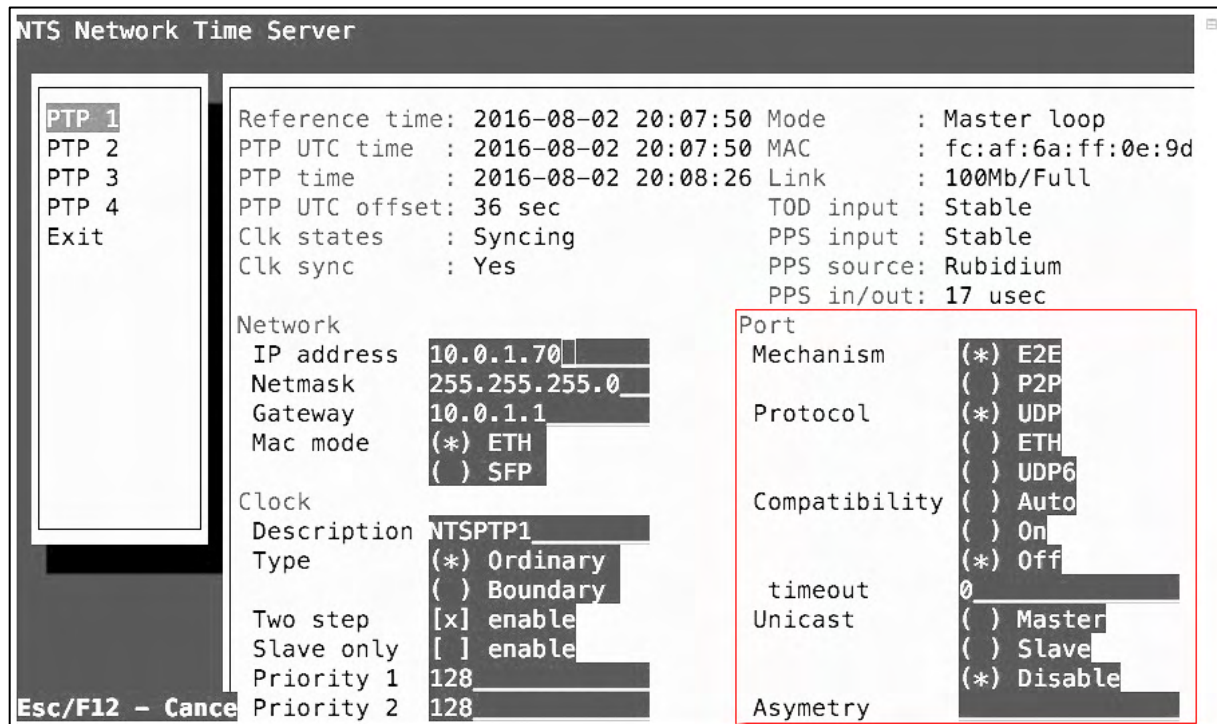 NTS Network Time Server
PTP 1
PTP 2
PTP 3
PTP 4
Exit
Reference time: 2016-08-02 20:07:50 Mode : Master loop
PTP UTC time : 2016-08-02 20:07:50 MAC : fc:af:6a:ff:0e:9d
PTP time : 2016-08-02 20:08:26 Link : 100Mb/Full
PTP UTC offset: 36 sec TOD input : Stable
Clk states : Syncing PPS input : Stable
Clk sync : Yes PPS source: Rubidium
PPS in/out: 17 usec
Network
IP address 10.0.1.70
Netmask 255.255.255.0__
Gateway 10.0.1.1
Mac mode (*) ETH
( ) SFP
Clock
Description NTSPTP1
Type (*) Ordinary
( ) Boundary
Two step [x] enable
Slave only [ ] enable
Priority 1 128
Priority 2 128
Port
Mechanism (*) E2E
( ) P2P
Protocol (*) UDP
( ) ETH
( ) UDP6
Compatibility ( ) Auto
( ) On
(*) Off
timeout 0
Unicast ( ) Master
( ) Slave
(*) Disable
Asymetry
Esc/F12 - Cance